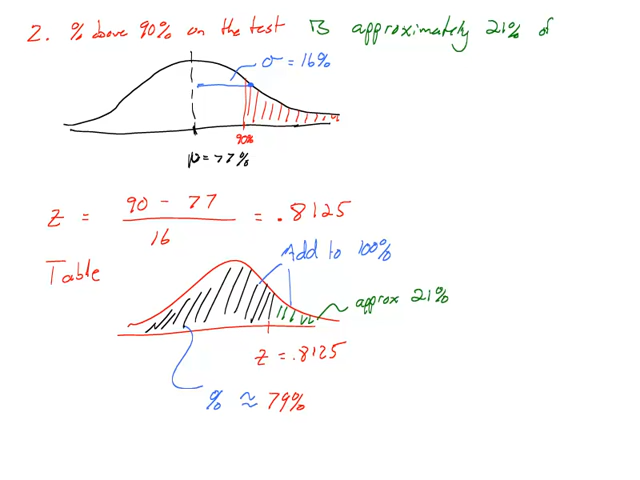 2. % above 90% on the test is approximately 21% of
σ = 16%
90%
μ = 77%
Z = 90 - 77 / 16 = .8125
Table
Add to 100%
approx 21%
Z = .8125
% ≈ 79%